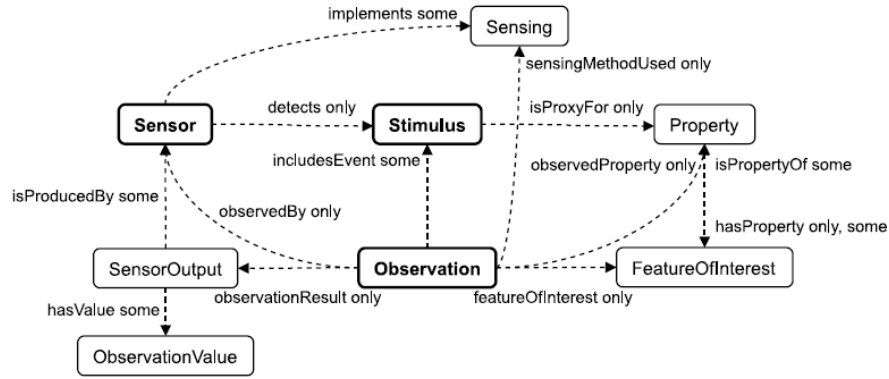 implements some
Sensing
sensingMethodUsed only
detects only
isProxyFor only
Sensor
Stimulus
Property
includesEvent some
observedProperty only
isPropertyOf some
isProducedBy some
observedBy only
hasProperty only, some
SensorOutput
Observation
FeatureOfInterest
observationResult only
featureOfInterest only
hasValue some
ObservationValue